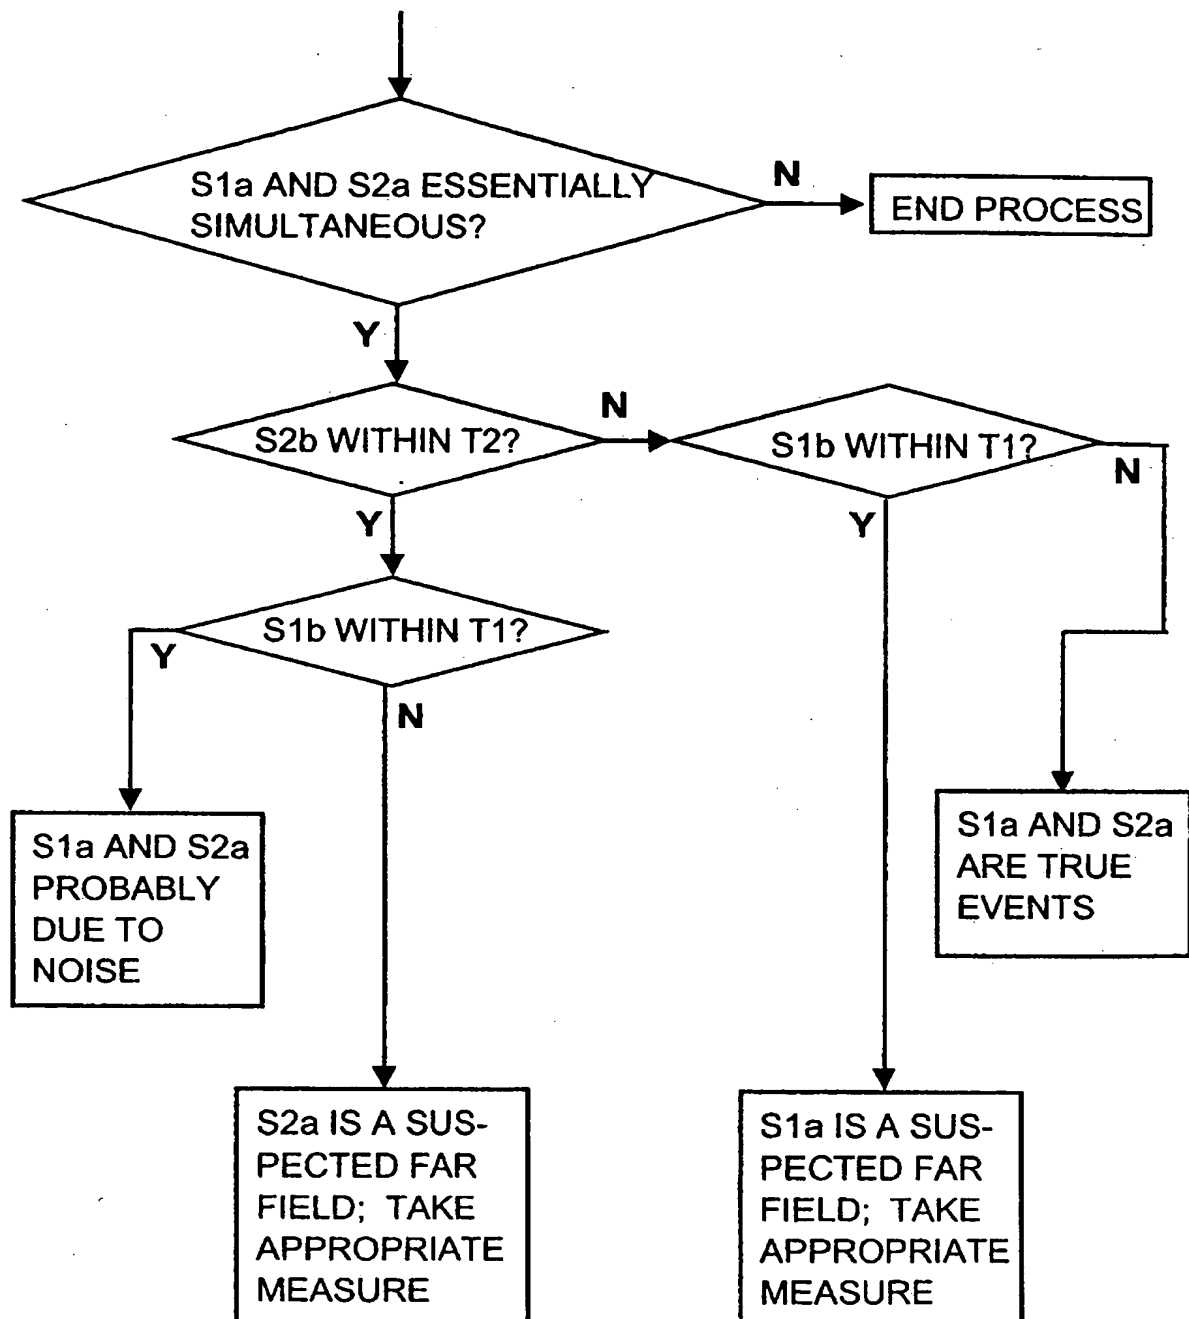 S1a AND S2a ESSENTIALLY
SIMULTANEOUS?
N
END PROCESS
Y
S2b WITHIN T2?
N
S1b WITHIN T1?
N
Y
Y
S1b WITHIN T1?
Y
N
S1a AND S2a
PROBABLY
DUE TO
NOISE
S1a AND S2a
ARE TRUE
EVENTS
S2a IS A SUS-
PECTED FAR
FIELD; TAKE
APPROPRIATE
MEASURE
S1a IS A SUS-
PECTED FAR
FIELD; TAKE
APPROPRIATE
MEASURE